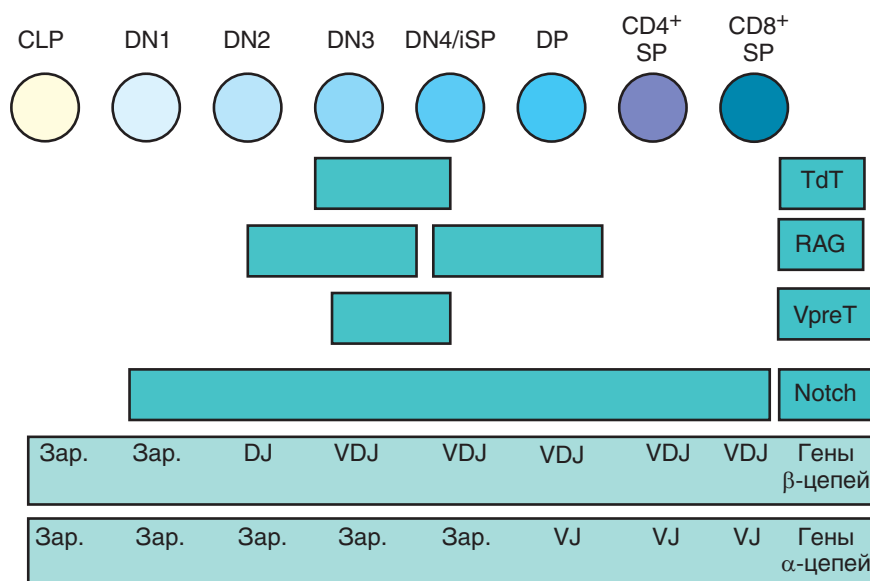 CLP DN1 DN2 DN3 DN4/iSP DP CD4+ SP CD8+ SP
TdT
RAG
VpreT
Notch
Зар. Зар. DJ VDJ VDJ VDJ VDJ VDJ Гены β-цепей
Зар. Зар. Зар. Зар. Зар. VJ VJ VJ Гены α-цепей